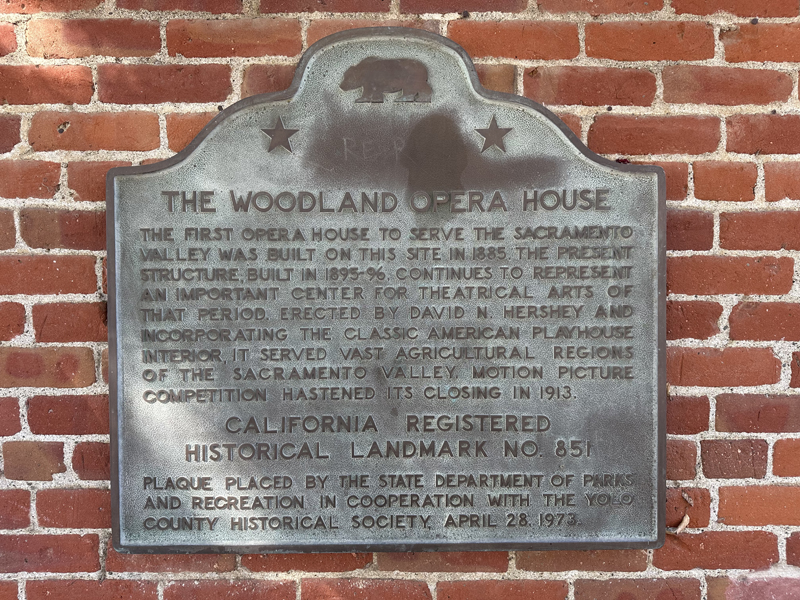 THE WOODLAND OPERA HOUSE
THE FIRST OPERA HOUSE TO SERVE THE SACRAMENTO
VALLEY WAS BUILT ON THIS SITE IN 1885. THE PRESENT
STRUCTURE, BUILT IN 1895-96, CONTINUES TO REPRESENT
AN IMPORTANT CENTER FOR THEATRICAL ARTS OF
THAT PERIOD. ERECTED BY DAVID N. HERSHEY AND
INCORPORATING THE CLASSIC AMERICAN PLAYHOUSE
INTERIOR, IT SERVED VAST AGRICULTURAL REGIONS
OF THE SACRAMENTO VALLEY. MOTION PICTURE
COMPETITION HASTENED ITS CLOSING IN 1913.
CALIFORNIA REGISTERED
HISTORICAL LANDMARK NO. 851
PLAQUE PLACED BY THE STATE DEPARTMENT OF PARKS
AND RECREATION IN COOPERATION WITH THE YOLO
COUNTY HISTORICAL SOCIETY, APRIL 28, 1973.